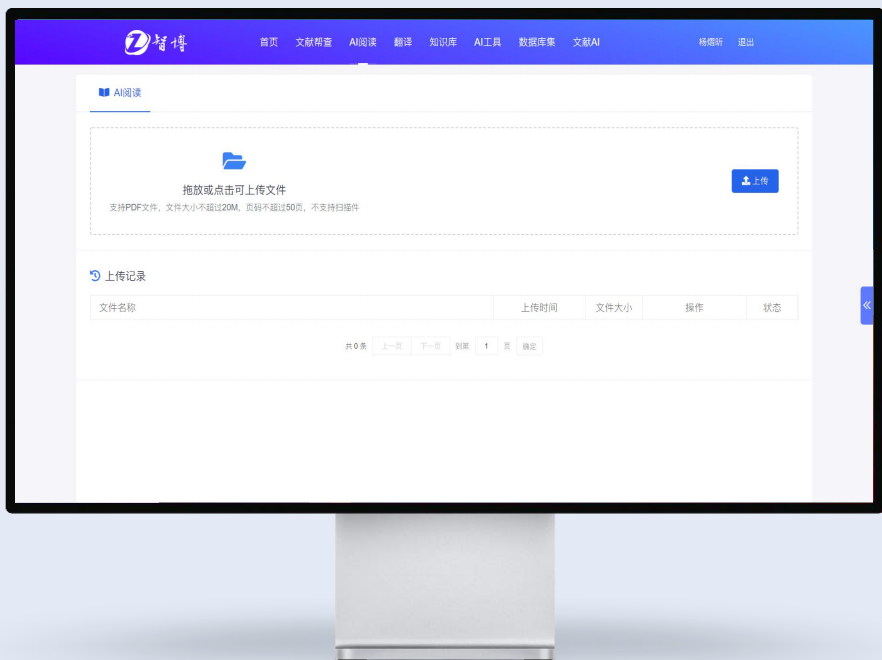 智博 首页 文献帮查 AI阅读 翻译 知识库 AI工具 数据库集 文献AI 杨熠昕 退出
AI阅读
拖放或点击可上传文件
支持PDF文件, 文件大小不超过20M, 页码不超过50页, 不支持扫描件
上传
上传记录
文件名称 上传时间 文件大小 操作 状态
共 0 条 上一页 下一页 到第 1 页 确定